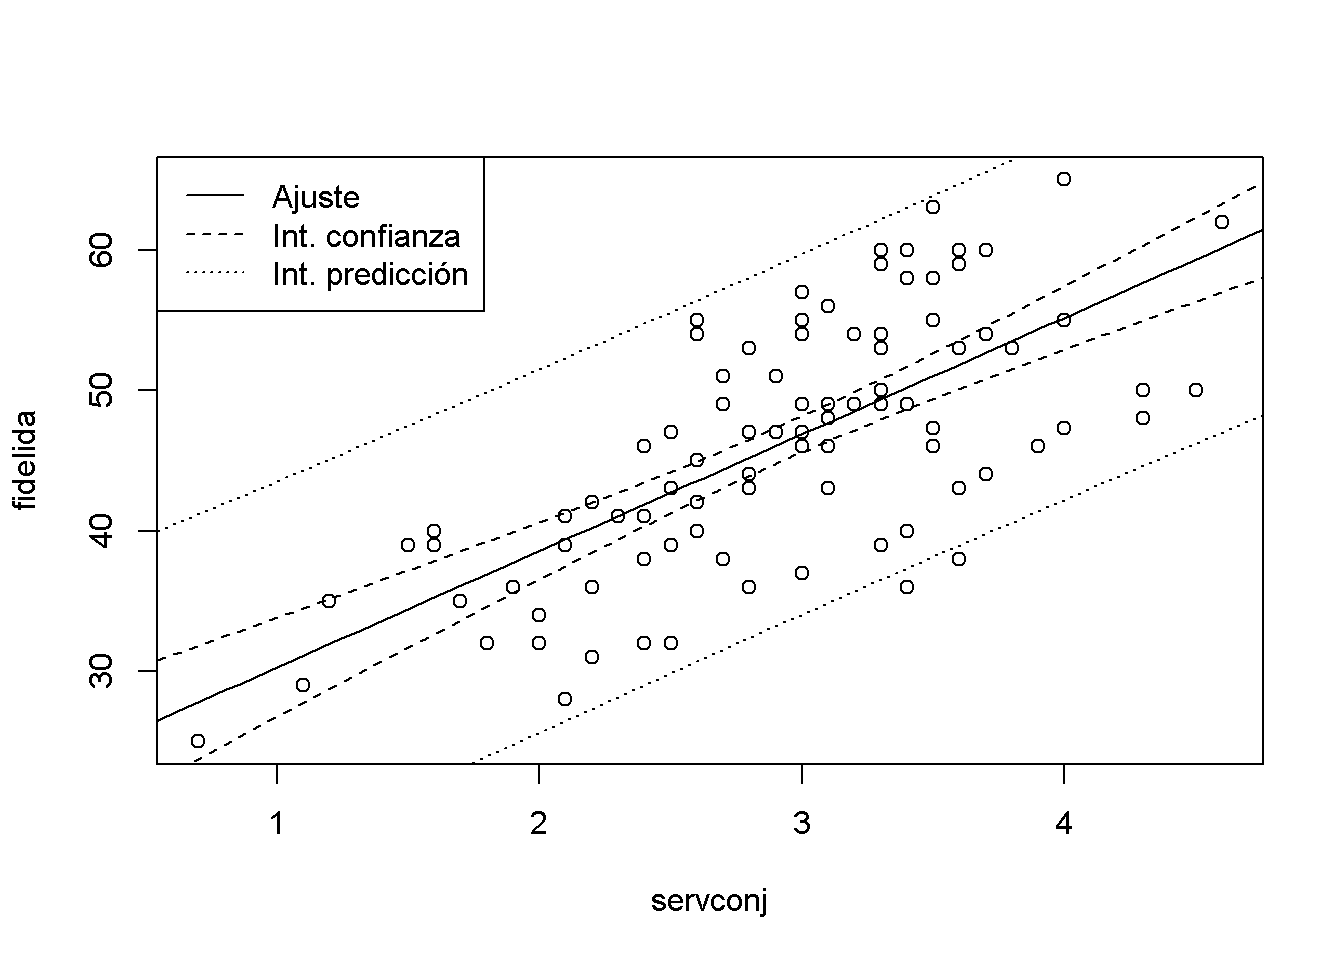 Ajuste
Int. confianza
Int. predicción
60
50
40
30
fidelida
1 2 3 4
servconj